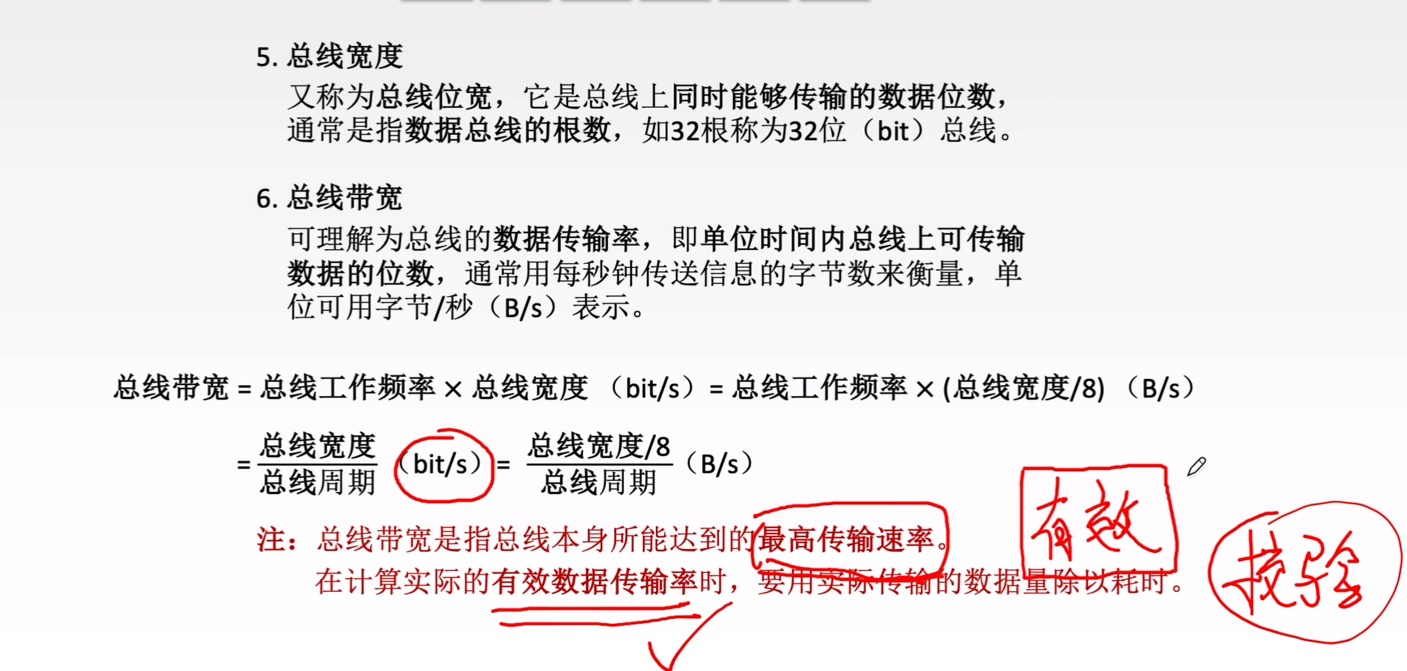 5. 总线宽度
又称为总线位宽，它是总线上同时能够传输的数据位数，
通常是指数据总线的根数，如32根称为32位（bit）总线。
6. 总线带宽
可理解为总线的数据传输率，即单位时间内总线上可传输
数据的位数，通常用每秒钟传送信息的字节数来衡量，单
位可用字节/秒（B/s）表示。
总线带宽 = 总线工作频率 × 总线宽度 （bit/s）= 总线工作频率 × (总线宽度/8) （B/s）
= 总线宽度/总线周期（bit/s）= 总线宽度/8/总线周期（B/s）
注：总线带宽是指总线本身所能达到的最高传输速率。
在计算实际的有效数据传输率时，要用实际传输的数据量除以耗时。
有效